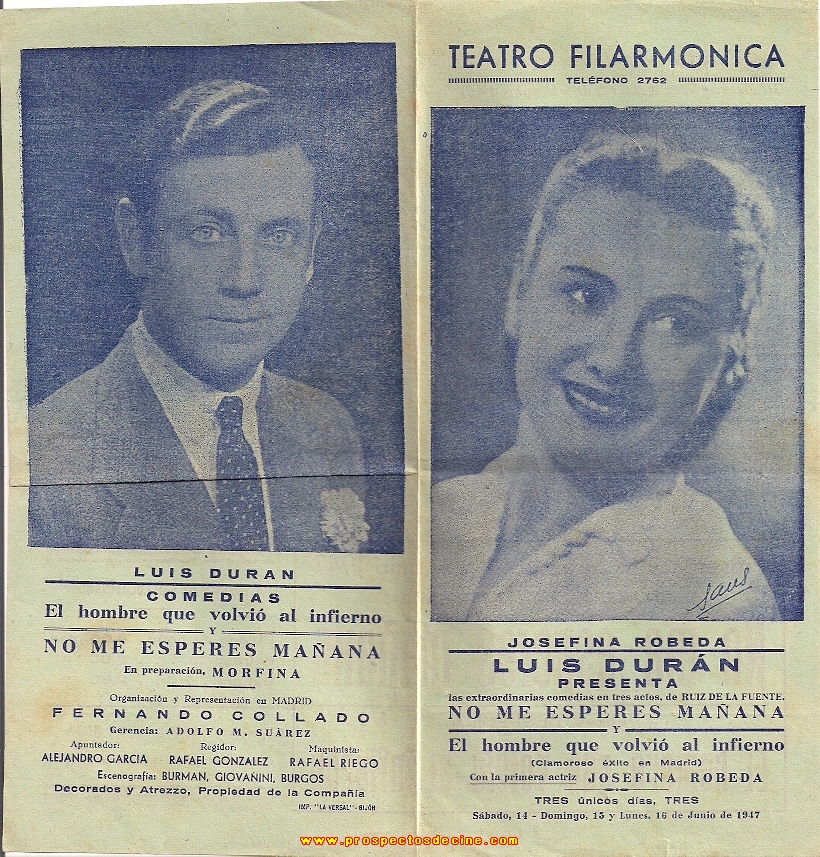 LUIS DURAN
COMEDIAS
El hombre que volvió al infierno
Y
NO ME ESPERES MAÑANA
En preparación, MORFINA
Organización y Representación en MADRID
FERNANDO COLLADO
Gerencia: ADOLFO M. SUÁREZ
Apuntador: Regidor: Maquinista:
ALEJANDRO GARCIA RAFAEL GONZALEZ RAFAEL RIEGO
Escenografía: BURMAN, GIOVANNI, BURGOS
Decorados y Atrezzo, Propiedad de la Compañía
IMP. "LA VERSAL"- GIJÓN
TEATRO FILARMONICA
TELÉFONO 2762
Saus
JOSEFINA ROBEDA
LUIS DURÁN
PRESENTA
las extraordinarias comedias en tres actos, de RUIZ DE LA FUENTE,
NO ME ESPERES MAÑANA
Y
El hombre que volvió al infierno
(Clamoroso éxito en Madrid)
Con la primera actriz JOSEFINA ROBEDA
TRES únicos días, TRES
Sábado, 14 - Domingo, 15 y Lunes, 16 de Junio de 1947
www.prospectosdecine.com